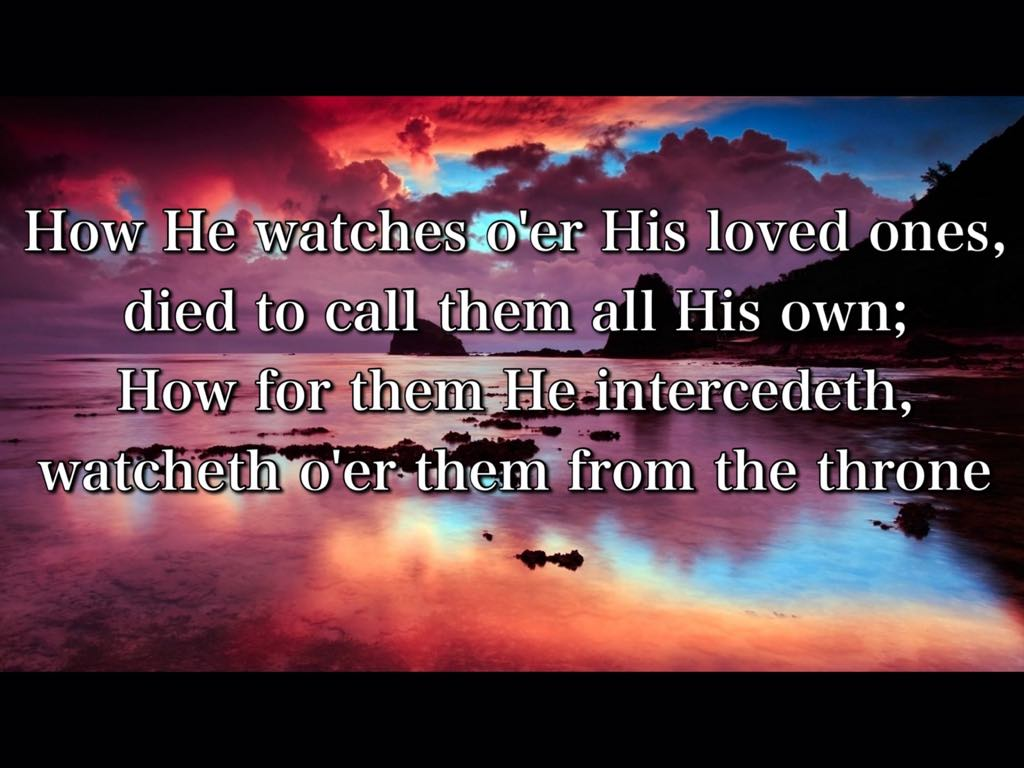 How He watches o'er His loved ones,
died to call them all His own;
How for them He intercedeth,
watcheth o'er them from the throne